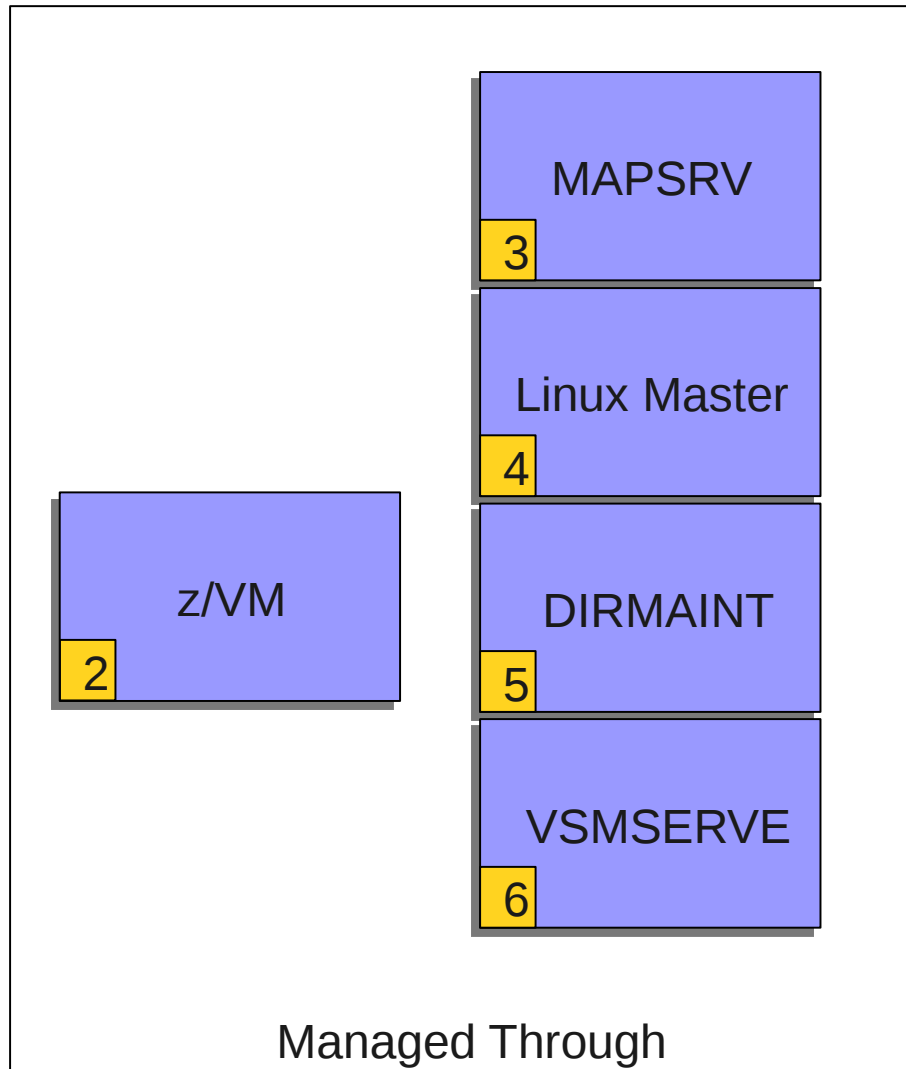 MAPSRV
3
Linux Master
4
z/VM
2
DIRMAINT
5
VSMSERVE
6
Managed Through